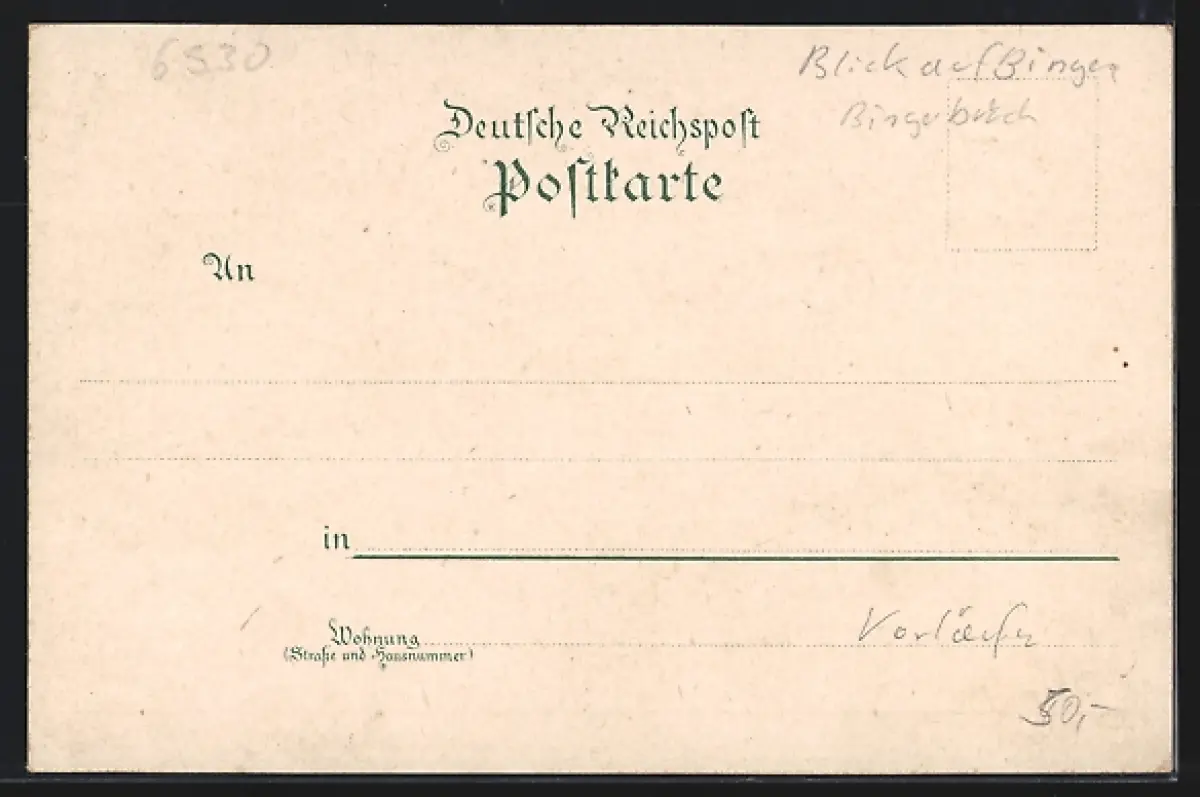 6530
Blick auf Bingen
Bingerbrück
Deutsche Reichspost
Postkarte
An
in
Wohnung
(Straße und Hausnummer)
Vorläufer
50,-